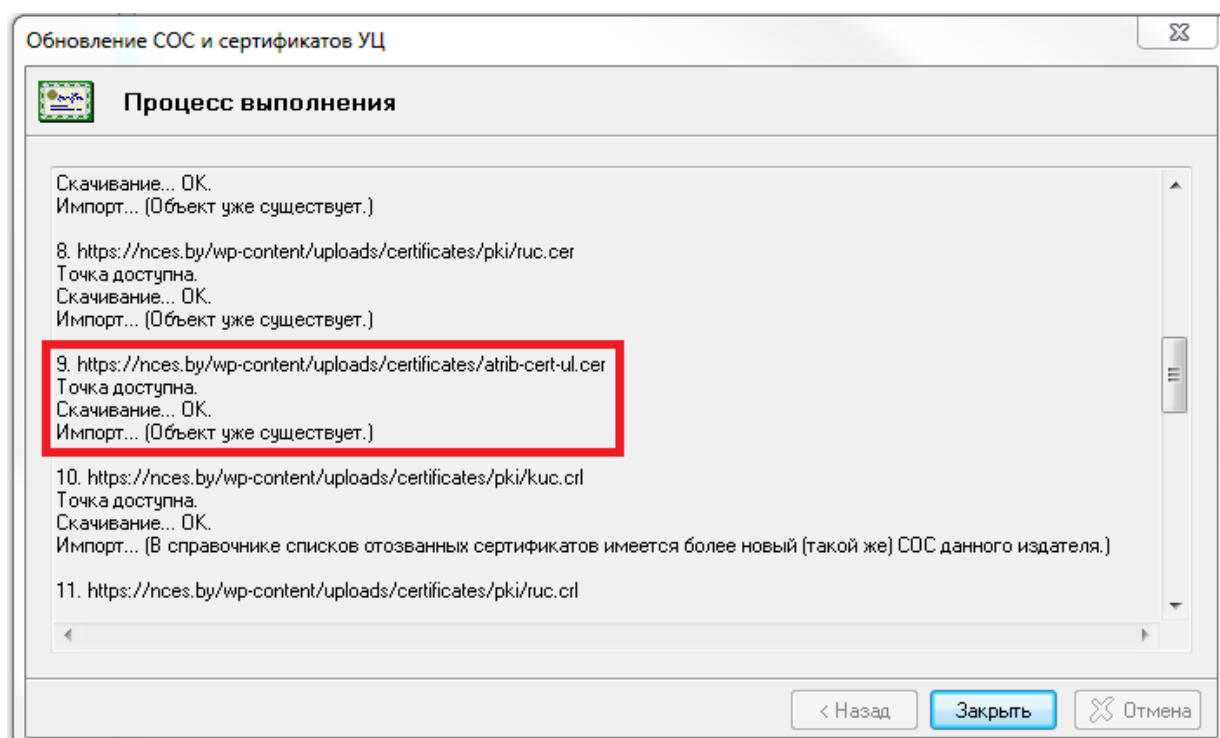 Обновление СОС и сертификатов УЦ
Процесс выполнения
Скачивание... OK.
Импорт... (Объект уже существует.)
8. https://nces.by/wp-content/uploads/certificates/pki/ruc.cer
Точка доступна.
Скачивание... OK.
Импорт... (Объект уже существует.)
9. https://nces.by/wp-content/uploads/certificates/atrib-cert-ul.cer
Точка доступна.
Скачивание... OK.
Импорт... (Объект уже существует.)
10. https://nces.by/wp-content/uploads/certificates/pki/kuc.crl
Точка доступна.
Скачивание... OK.
Импорт... (В справочнике списков отозванных сертификатов имеется более новый (такой же) СОС данного издателя.)
11. https://nces.by/wp-content/uploads/certificates/pki/ruc.crl
< Назад Закрыть Отмена